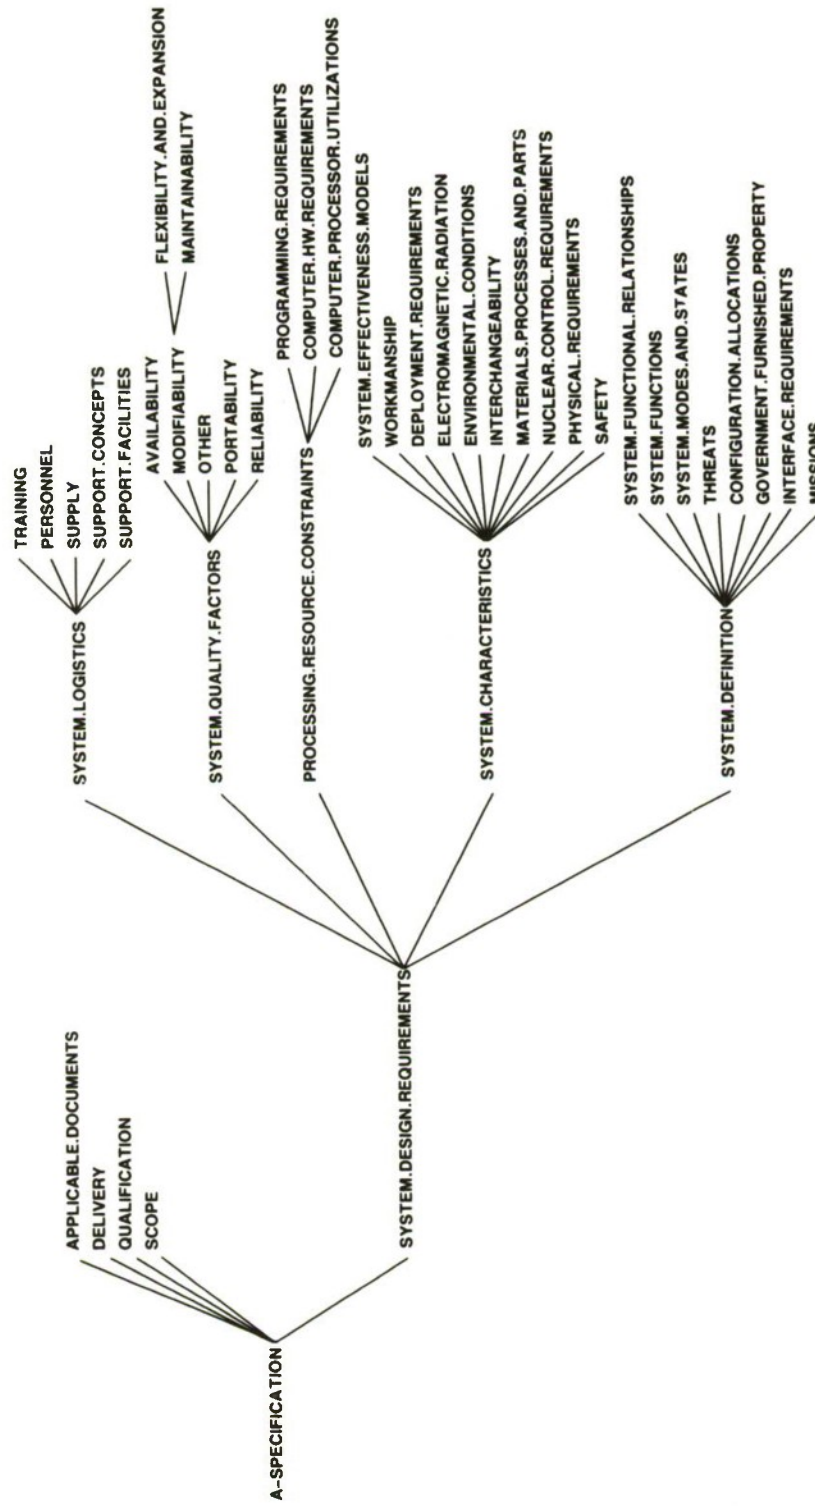 A-SPECIFICATION
APPLICABLE.DOCUMENTS
DELIVERY
QUALIFICATION
SCOPE
SYSTEM.DESIGN.REQUIREMENTS
SYSTEM.LOGISTICS
TRAINING
PERSONNEL
SUPPLY
SUPPORT.CONCEPTS
SUPPORT.FACILITIES
SYSTEM.QUALITY.FACTORS
AVAILABILITY
MODIFIABILITY
FLEXIBILITY.AND.EXPANSION
MAINTAINABILITY
OTHER
PORTABILITY
RELIABILITY
PROCESSING.RESOURCE.CONSTRAINTS
PROGRAMMING.REQUIREMENTS
COMPUTER.HW.REQUIREMENTS
COMPUTER.PROCESSOR.UTILIZATIONS
SYSTEM.CHARACTERISTICS
SYSTEM.EFFECTIVENESS.MODELS
WORKMANSHIP
DEPLOYMENT.REQUIREMENTS
ELECTROMAGNETIC.RADIATION
ENVIRONMENTAL.CONDITIONS
INTERCHANGEABILITY
MATERIALS.PROCESSES.AND.PARTS
NUCLEAR.CONTROL.REQUIREMENTS
PHYSICAL.REQUIREMENTS
SAFETY
SYSTEM.DEFINITION
SYSTEM.FUNCTIONAL.RELATIONSHIPS
SYSTEM.FUNCTIONS
SYSTEM.MODES.AND.STATES
THREATS
CONFIGURATION.ALLOCATIONS
GOVERNMENT.FURNISHED.PROPERTY
INTERFACE.REQUIREMENTS
MISSIONS